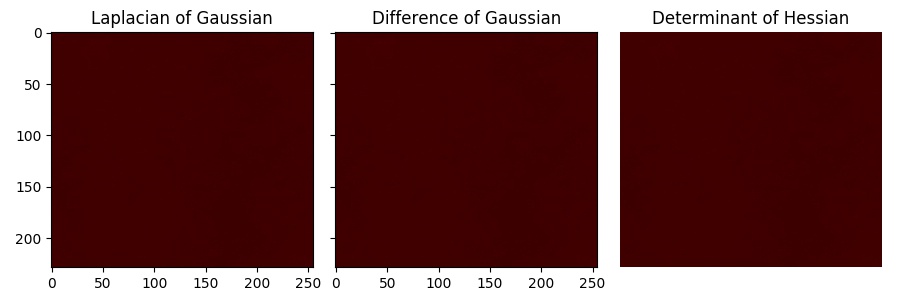 Laplacian of Gaussian
Difference of Gaussian
Determinant of Hessian
0
50
100
150
200
0 50 100 150 200 250
0 50 100 150 200 250